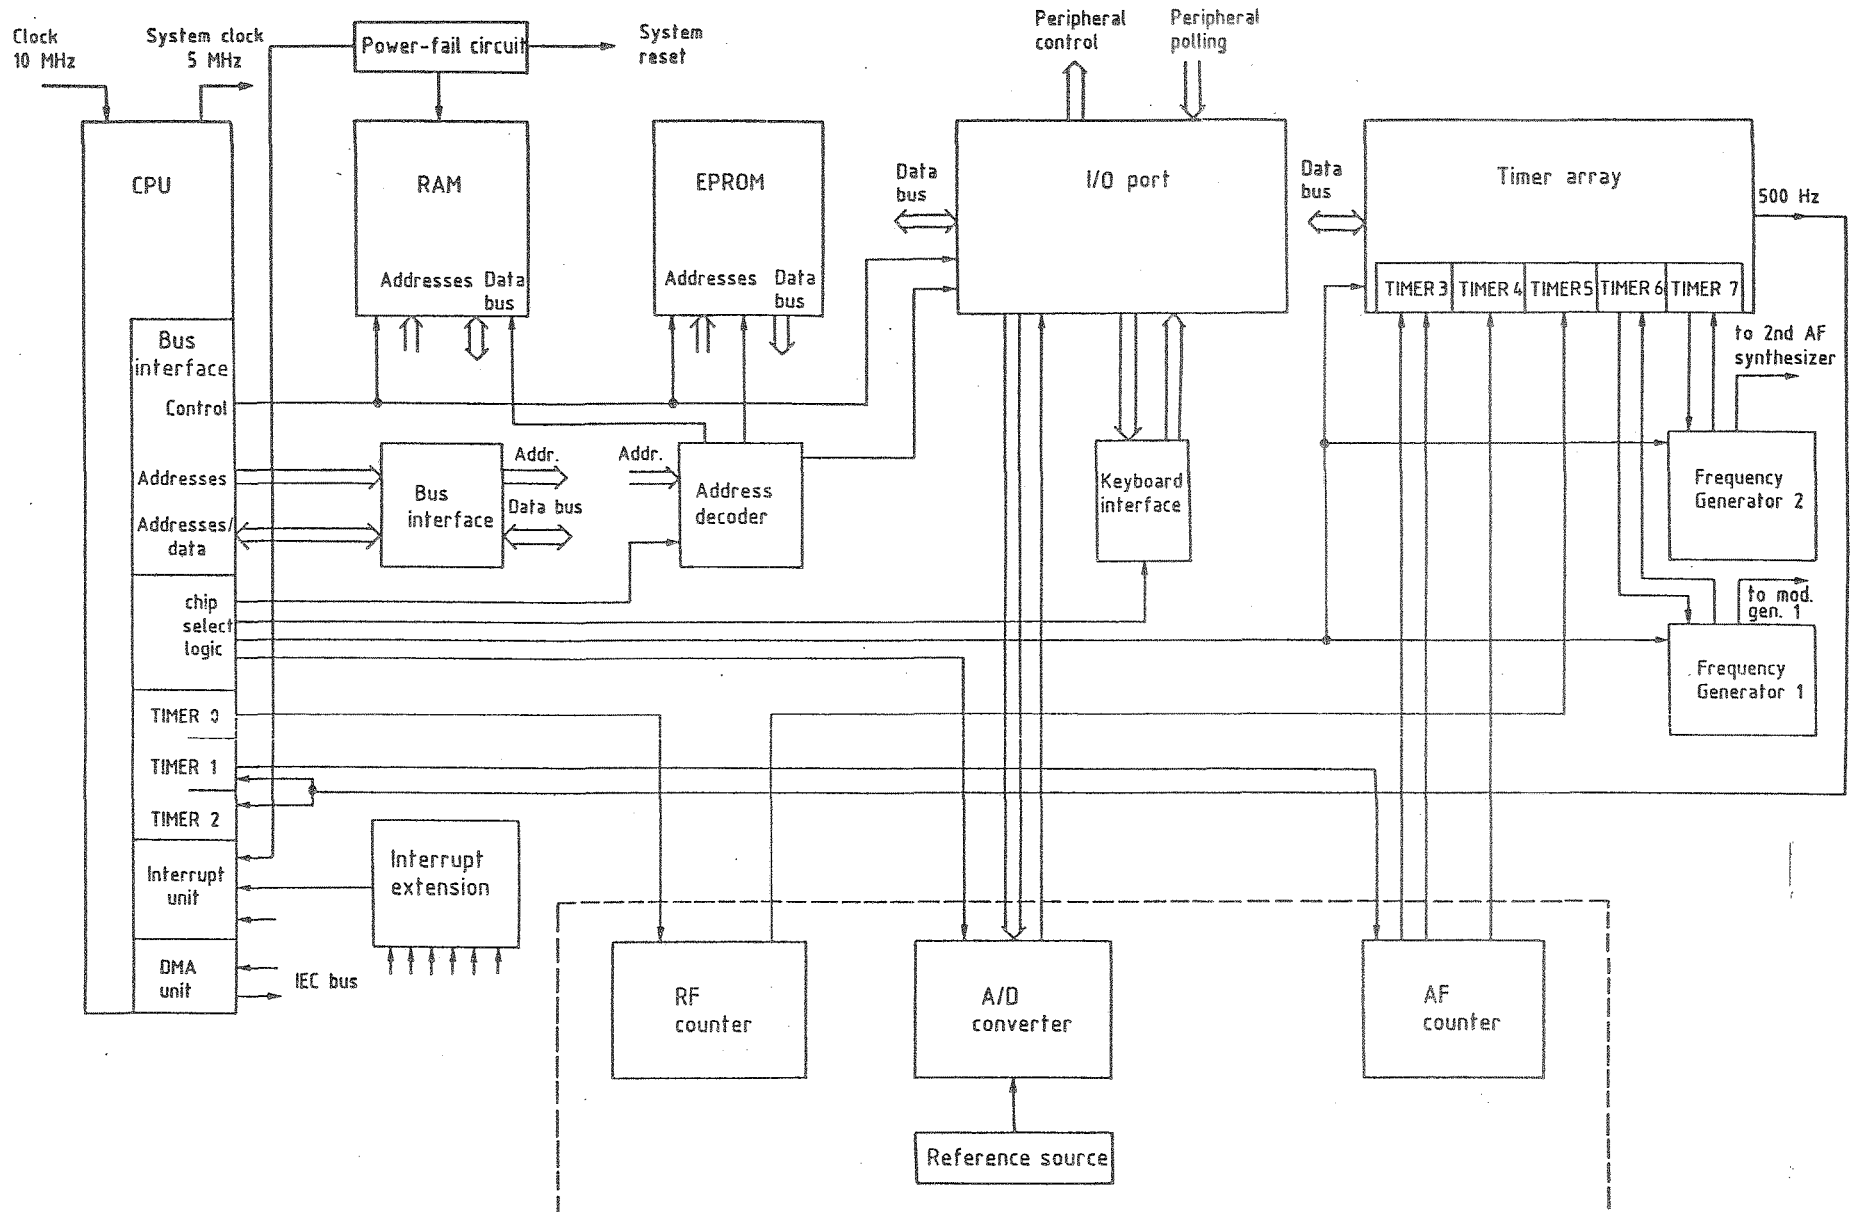 Clock
10 MHz
System clock
5 MHz
Power-fail circuit
System
reset
Peripheral
control
Peripheral
polling
CPU
RAM
Addresses
Data
bus
EPROM
Addresses
Data
bus
Data
bus
I/O port
Data
bus
Timer array
500 Hz
TIMER 3
TIMER 4
TIMER 5
TIMER 6
TIMER 7
Bus
interface
Control
Addresses
Addresses/
data
Bus
interface
Addr.
Data bus
Addr.
Address
decoder
Keyboard
interface
to 2nd AF
synthesizer
Frequency
Generator 2
chip
select
logic
to mod.
gen. 1
Frequency
Generator 1
TIMER 0
TIMER 1
TIMER 2
Interrupt
unit
Interrupt
extension
DMA
unit
IEC bus
RF
counter
A/D
converter
AF
counter
Reference source